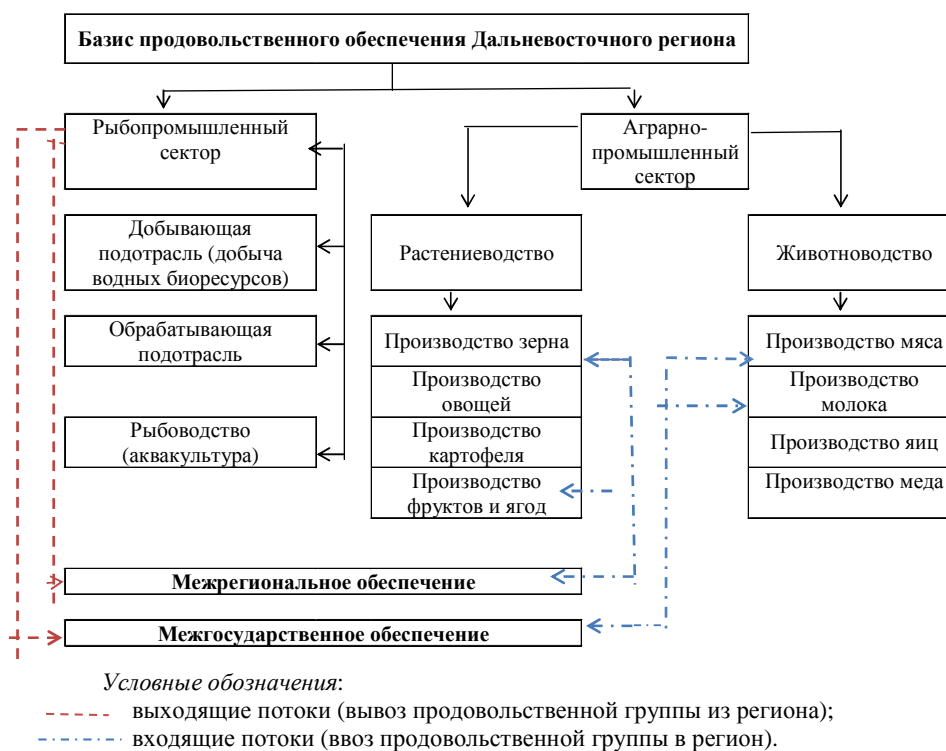 Базис продовольственного обеспечения Дальневосточного региона
Рыбопромышленный
сектор
Аграрно-
промышленный
сектор
Добывающая
подотрасль (добыча
водных биоресурсов)
Растениеводство
Животноводство
Обрабатывающая
подотрасль
Производство зерна
Производство мяса
Производство
овощей
Производство
молока
Рыбоводство
(аквакультура)
Производство
картофеля
Производство яиц
Производство
фруктов и ягод
Производство меда
Межрегиональное обеспечение
Межгосударственное обеспечение
Условные обозначения:
выходящие потоки (вывоз продовольственной группы из региона);
входящие потоки (ввоз продовольственной группы в регион).